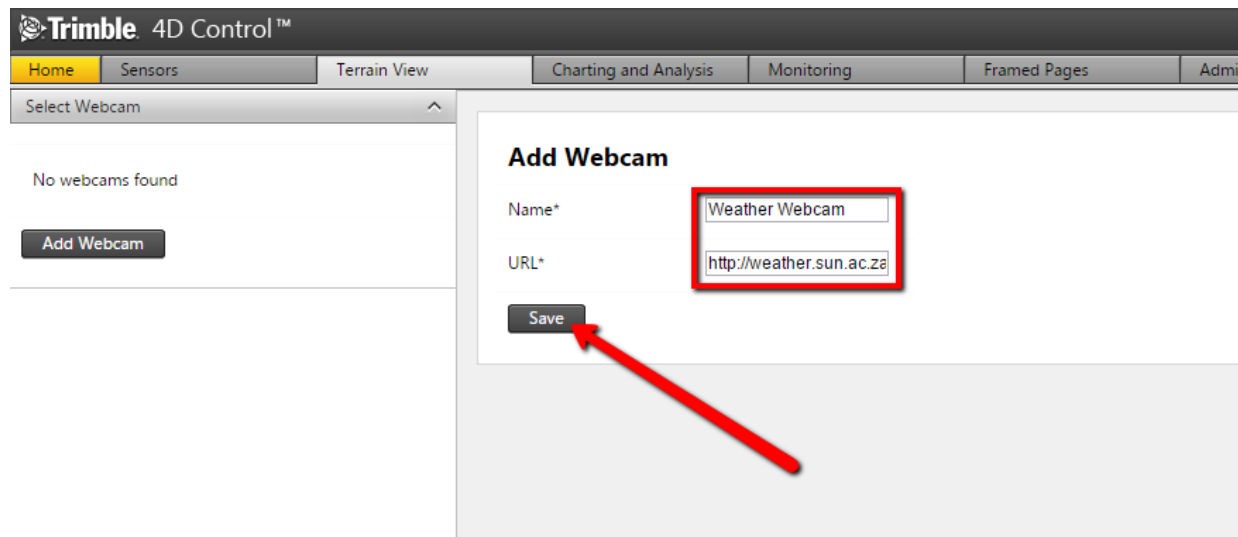 Trimble. 4D Control™
Home Sensors Terrain View Charting and Analysis Monitoring Framed Pages Admi
Select Webcam
No webcams found
Add Webcam
Add Webcam
Name* Weather Webcam
URL* http://weather.sun.ac.za
Save